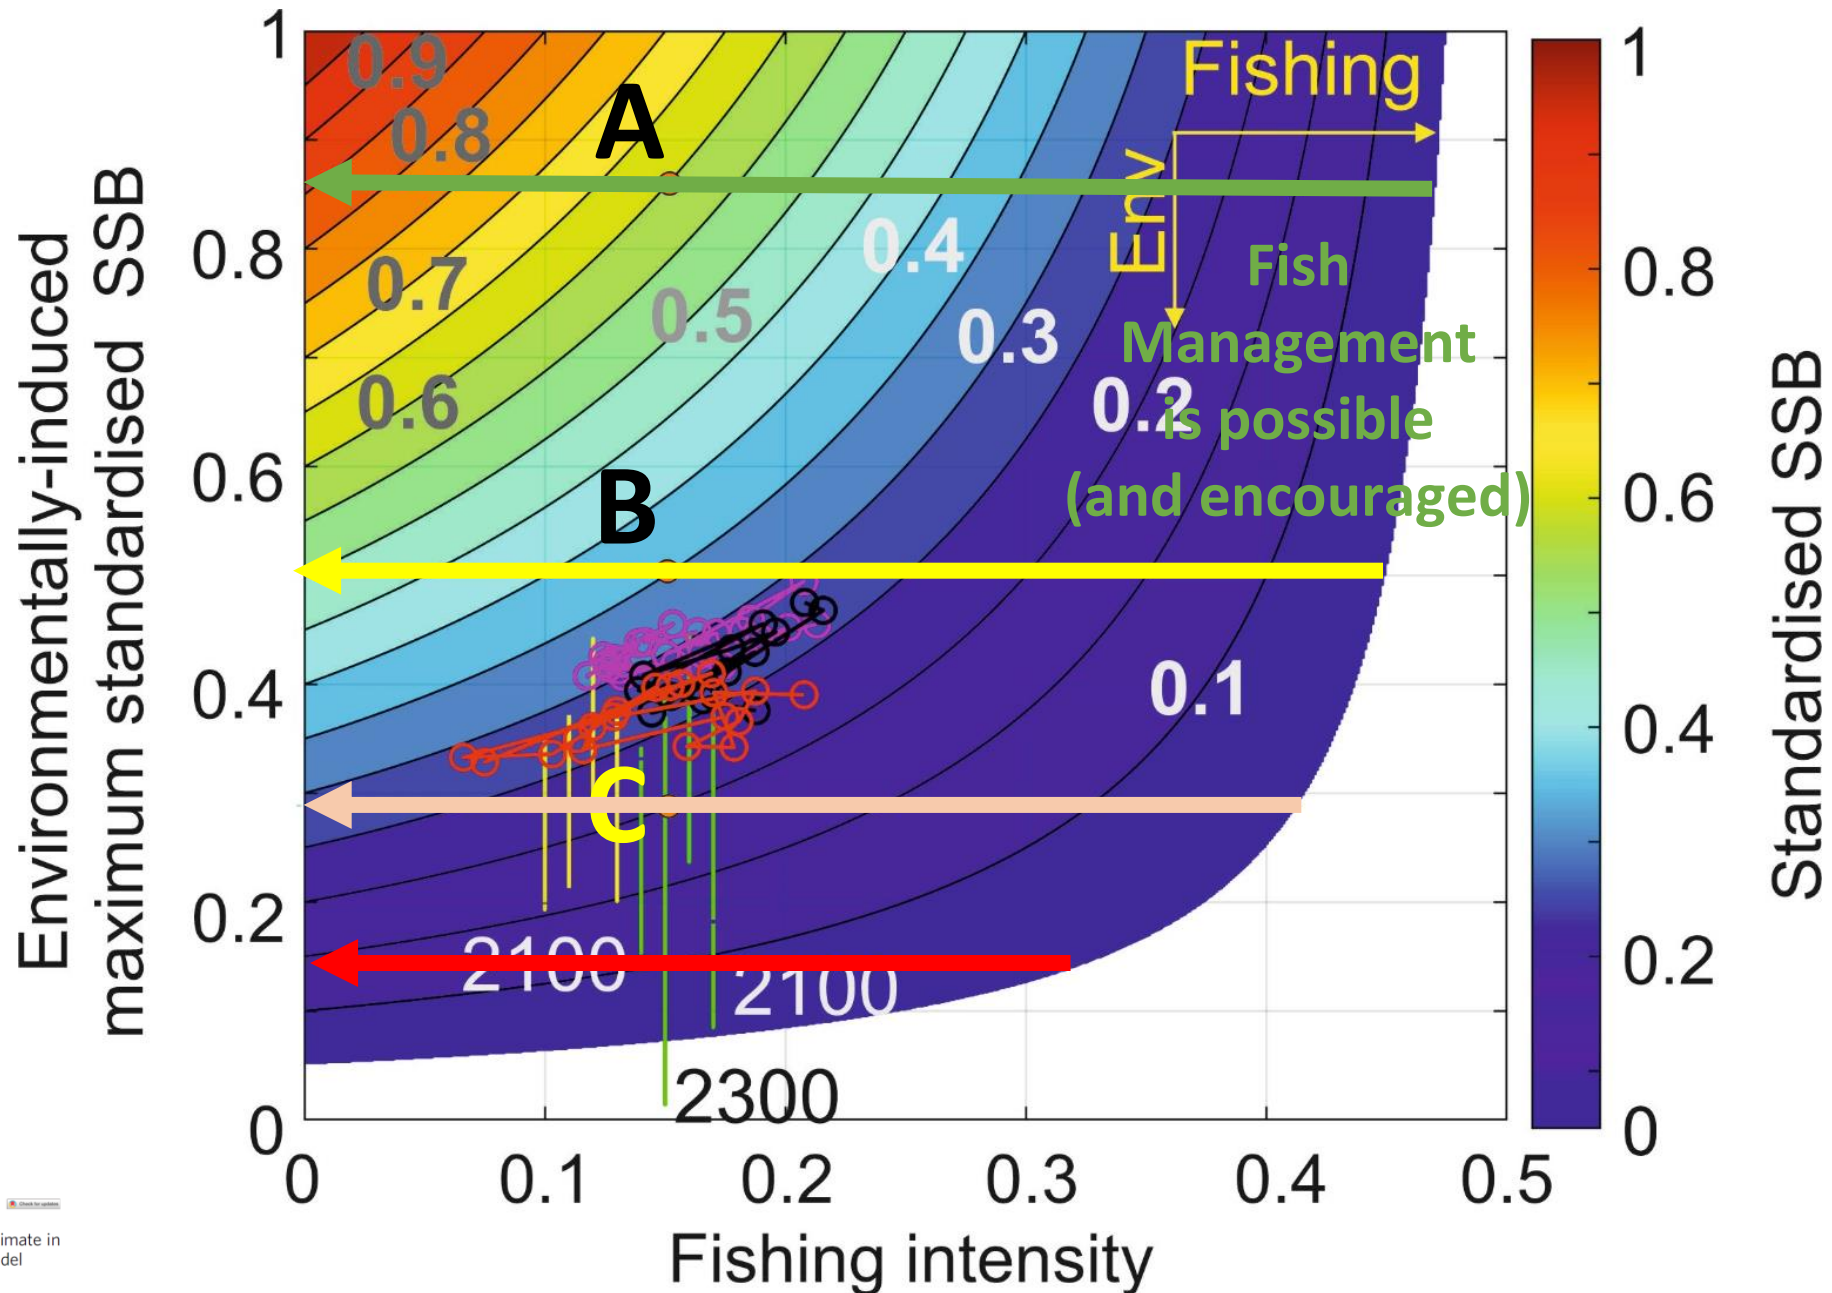 Environmentally-induced
maximum standardised SSB
1
0.8
0.6
0.4
0.2
0
0.9
0.8
0.7
0.6
0.5
0.4
0.3
0.2
0.1
A
B
C
Fishing
Env
Fish
Management
is possible
(and encouraged)
2100
2100
2300
0
0.1
0.2
0.3
0.4
0.5
Fishing intensity
1
0.8
0.6
0.4
0.2
0
Standardised SSB
Check for updates
imate in
del